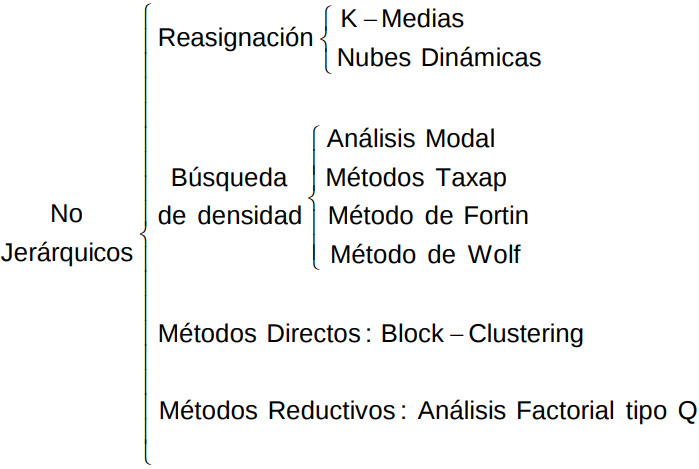 No
Jerárquicos
Reasignación
K – Medias
Nubes Dinámicas
Búsqueda
de densidad
Análisis Modal
Métodos Taxap
Método de Fortin
Método de Wolf
Métodos Directos : Block – Clustering
Métodos Reductivos : Análisis Factorial tipo Q